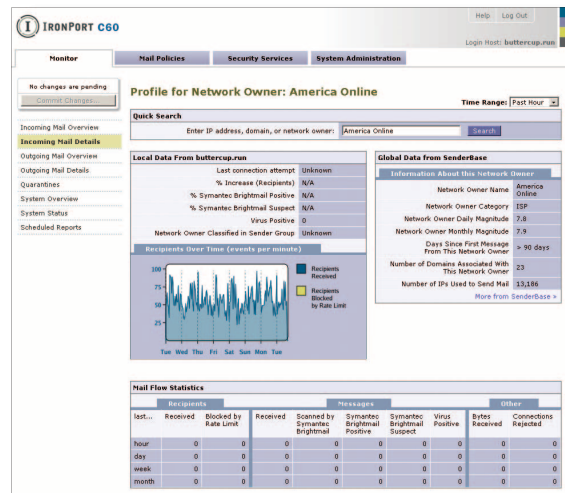 Help Log Out
IRONPORT C60
Login Host: buttercup.run
Monitor Mail Policies Security Services System Administration
No changes are pending
Commit Changes...
Incoming Mail Overview
Incoming Mail Details
Outgoing Mail Overview
Outgoing Mail Details
Quarantines
System Overview
System Status
Scheduled Reports
Profile for Network Owner: America Online
Time Range: Past Hour
Quick Search
Enter IP address, domain, or network owner: America Online Search
Local Data From buttercup.run
Last connection attempt Unknown
% Increase (Recipients) N/A
% Symantec Brightmail Positive N/A
% Symantec Brightmail Suspect N/A
Virus Positive 0
Network Owner Classified in Sender Group Unknown
Recipients Over Time (events per minute)
100
75
50
25
Tue Wed Thu Fri Sat Sun Mon Tue
Recipients
Received
Recipients
Blocked
by Rate Limit
Global Data from SenderBase
Information About this Network Owner
Network Owner Name America Online
Network Owner Category ISP
Network Owner Daily Magnitude 7.8
Network Owner Monthly Magnitude 7.9
Days Since First Message
From This Network Owner > 90 days
Number of Domains Associated With
This Network Owner 23
Number of IPs Used to Send Mail 13,186
More from SenderBase »
Mail Flow Statistics
Recipients Messages Other
last... Received Blocked by Rate Limit Received Scanned by Symantec Brightmail Symantec Brightmail Positive Symantec Brightmail Suspect Virus Positive Bytes Received Connections Rejected
hour 0 0 0 0 0 0 0 0 0
day 0 0 0 0 0 0 0 0 0
week 0 0 0 0 0 0 0 0 0
month 0 0 0 0 0 0 0 0 0